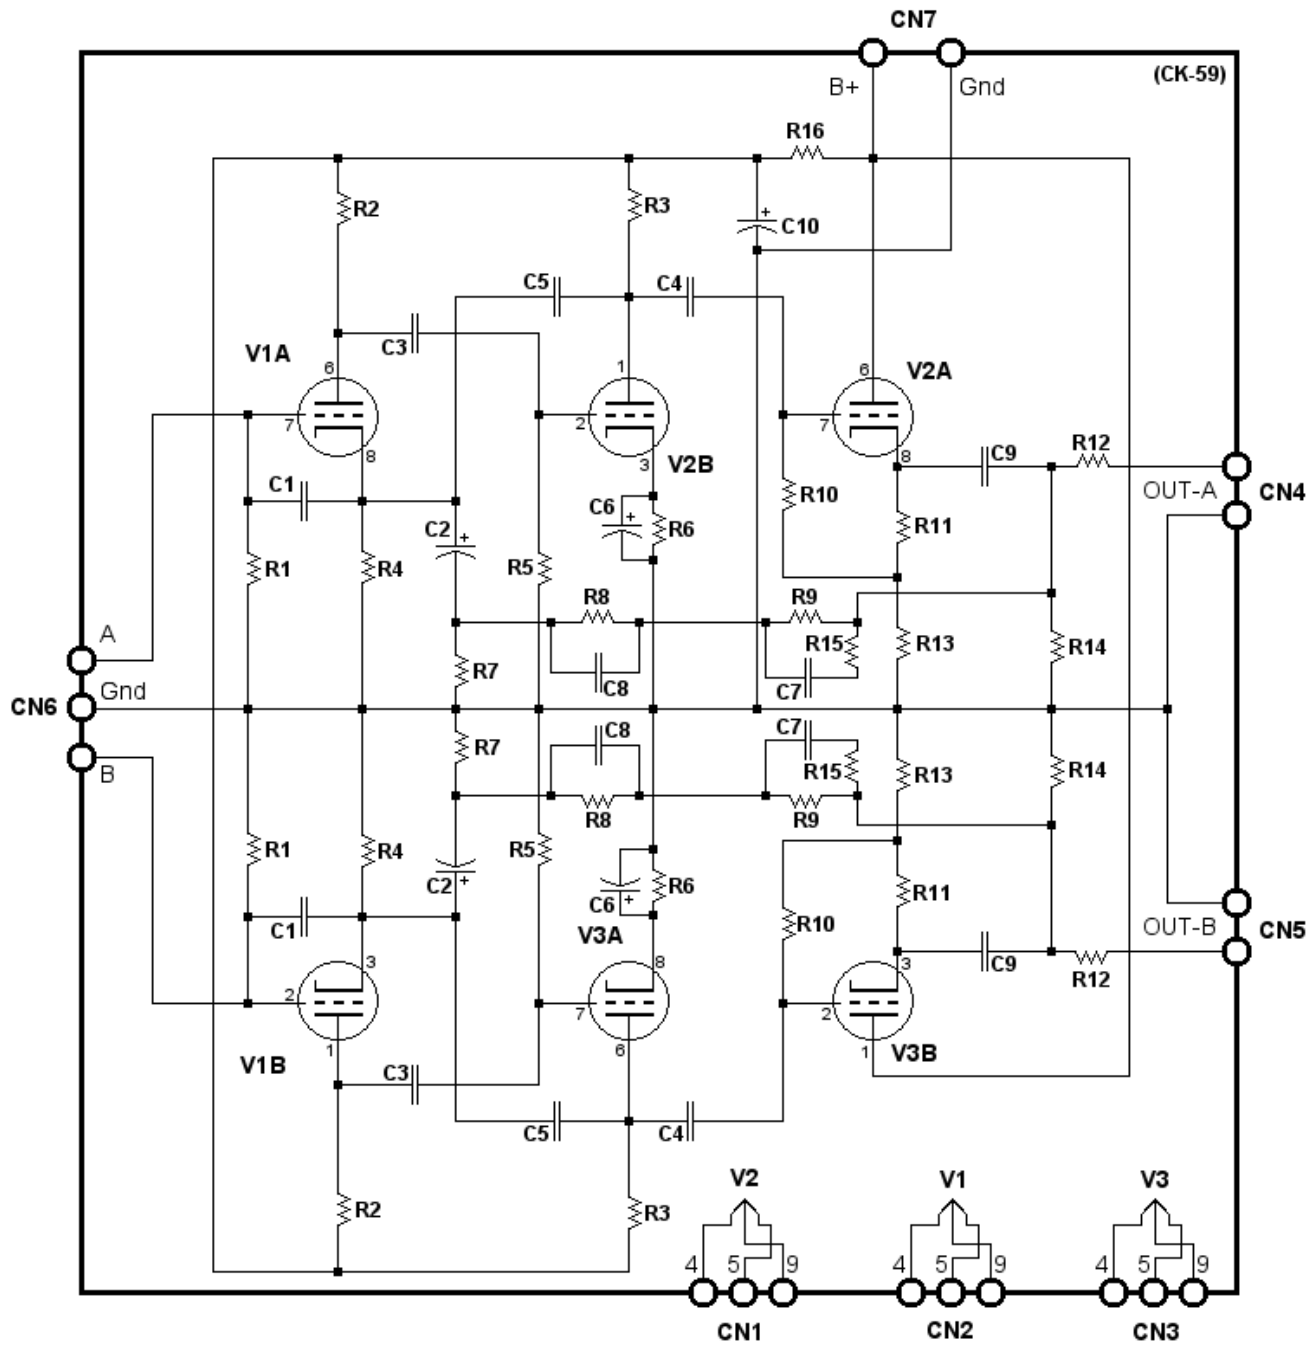 CN7
(CK-59)
B+
Gnd
R16
R2
R3
C10
C5
C4
C3
V1A
6
1
6
V2A
7
2
7
8
3
8
V2B
C9
R12
C1
C6
R10
OUT-A
CN4
C2
R6
R11
R1
R4
R5
R8
R9
A
R15
R13
R14
R7
C8
C7
Gnd
CN6
C8
C7
R7
B
R15
R13
R14
R8
R9
R1
R4
R5
C2
R6
R11
C6
R10
C1
V3A
OUT-B
CN5
3
8
3
C9
R12
2
7
2
V1B
1
6
1
V3B
C3
C5
C4
R2
R3
V2
V1
V3
4
5
9
4
5
9
4
5
9
CN1
CN2
CN3